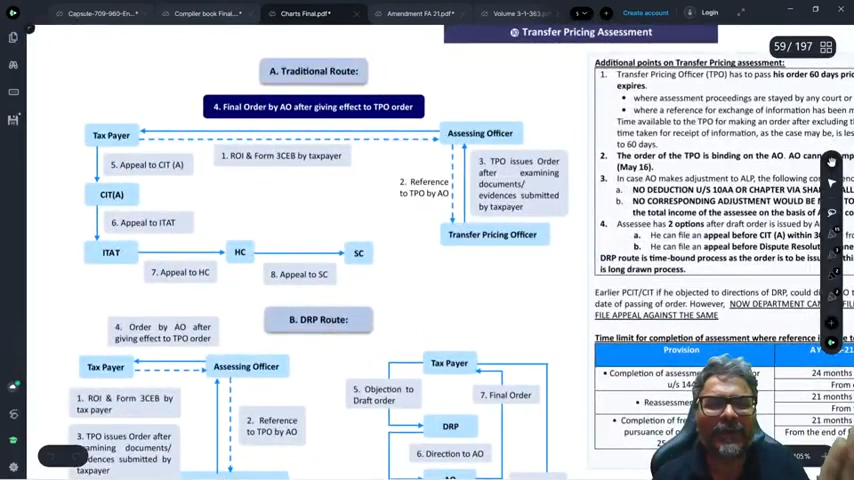 Capsule-709-960-En...*
Compiler book Final....*
Charts Final.pdf*
Amendment FA 21.pdf*
Volume 3-1-363.pdf
5
Create account
Login
⑩ Transfer Pricing Assessment
59 / 197
A. Traditional Route:
4. Final Order by AO after giving effect to TPO order
Tax Payer
Assessing Officer
1. ROI & Form 3CEB by taxpayer
5. Appeal to CIT (A)
2. Reference
to TPO by AO
3. TPO issues Order
after examining
documents/
evidences submitted
by taxpayer
CIT(A)
6. Appeal to ITAT
Transfer Pricing Officer
ITAT
HC
SC
7. Appeal to HC
8. Appeal to SC
B. DRP Route:
4. Order by AO after
giving effect to TPO order
Tax Payer
Assessing Officer
1. ROI & Form 3CEB by
tax payer
2. Reference
to TPO by AO
3. TPO issues Order after
examining documents/
evidences submitted by
taxpayer
Tax Payer
5. Objection to
Draft order
7. Final Order
DRP
6. Direction to AO
AO
Additional points on Transfer Pricing assessment:
1. Transfer Pricing Officer (TPO) has to pass his order 60 days
expires.
• where assessment proceedings are stayed by any court or
• where a reference for exchange of information has been
Time available to the TPO for making an order after excluding
time taken for receipt of information, as the case may be, is
to 60 days.
2. The order of the TPO is binding on the AO. AO
(May 16).
3. In case AO makes adjustment to ALP, the following
a. NO DEDUCTION U/S 10AA OR CHAPTER VIA
b. NO CORRESPONDING ADJUSTMENT WOULD BE
the total income of the assessee on the basis of
4. Assessee has 2 options after draft order is issued by
a. He can file an appeal before CIT (A) within
b. He can file an appeal before Dispute
DRP route is time-bound process as the order is to be
is long drawn process.
Earlier PCIT/CIT if he objected to directions of DRP, could
date of passing of order. However, NOW DEPARTMENT
FILE APPEAL AGAINST THE SAME
Time limit for completion of assessment where reference
Provision
• Completion of
u/s
24 months
From
• Reassessment
21 months
From
• Completion of
pursuance of
21 months
From the end of
105%